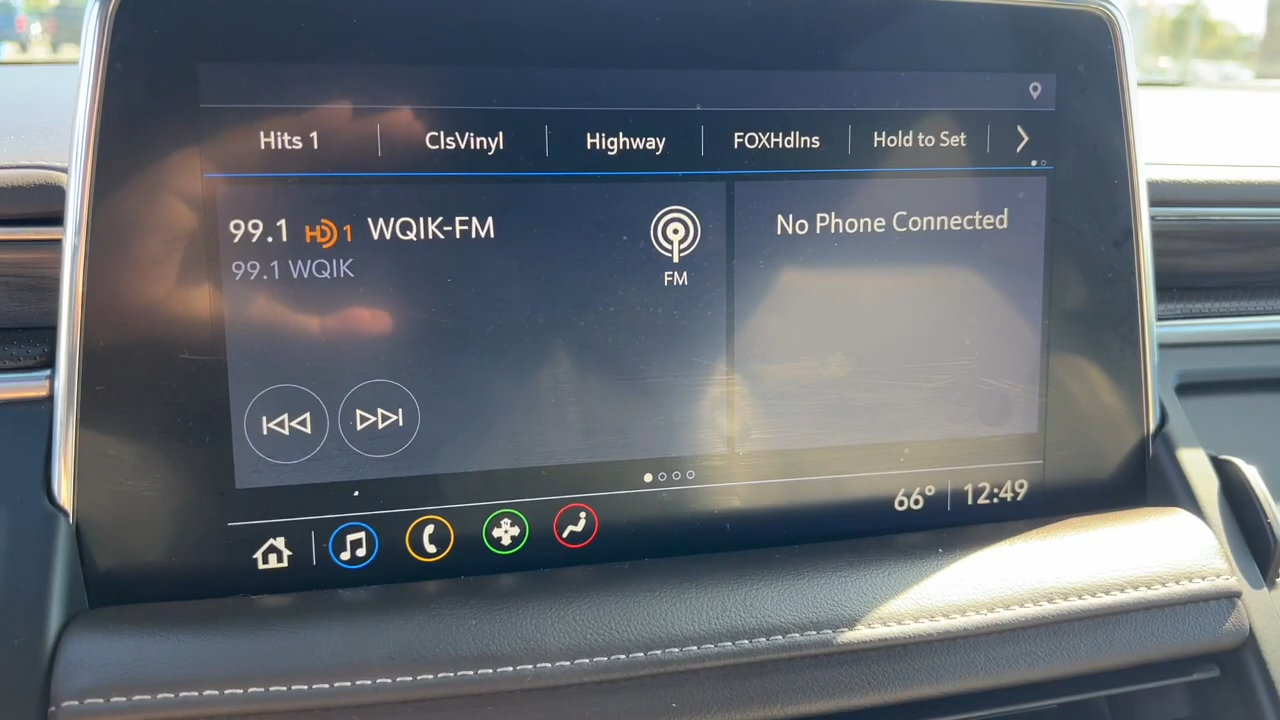 Hits 1 ClsVinyl Highway FOXHdlns Hold to Set
99.1 HD 1 WQIK-FM
99.1 WQIK
FM
No Phone Connected
66° 12:49